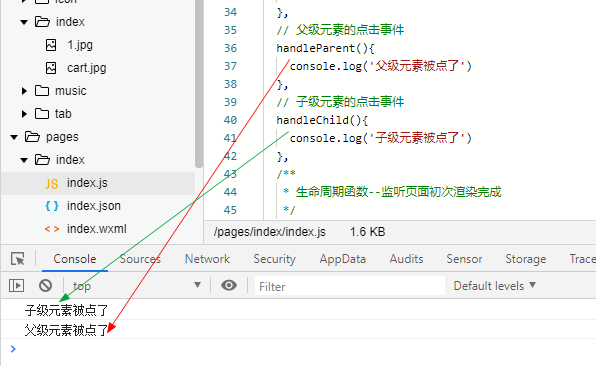 icon
index
1.jpg
cart.jpg
music
tab
pages
index
JS index.js
{ } index.json
< > index.wxml
34 },
35 // 父级元素的点击事件
36 handleParent(){
37 console.log('父级元素被点了')
38 },
39 // 子级元素的点击事件
40 handleChild(){
41 console.log('子级元素被点了')
42 },
43 /**
44 * 生命周期函数--监听页面初次渲染完成
45 */
/pages/index/index.js 1.6 KB
Console Sources Network Security AppData Audits Sensor Storage Trace
top Filter Default levels
子级元素被点了
父级元素被点了
>